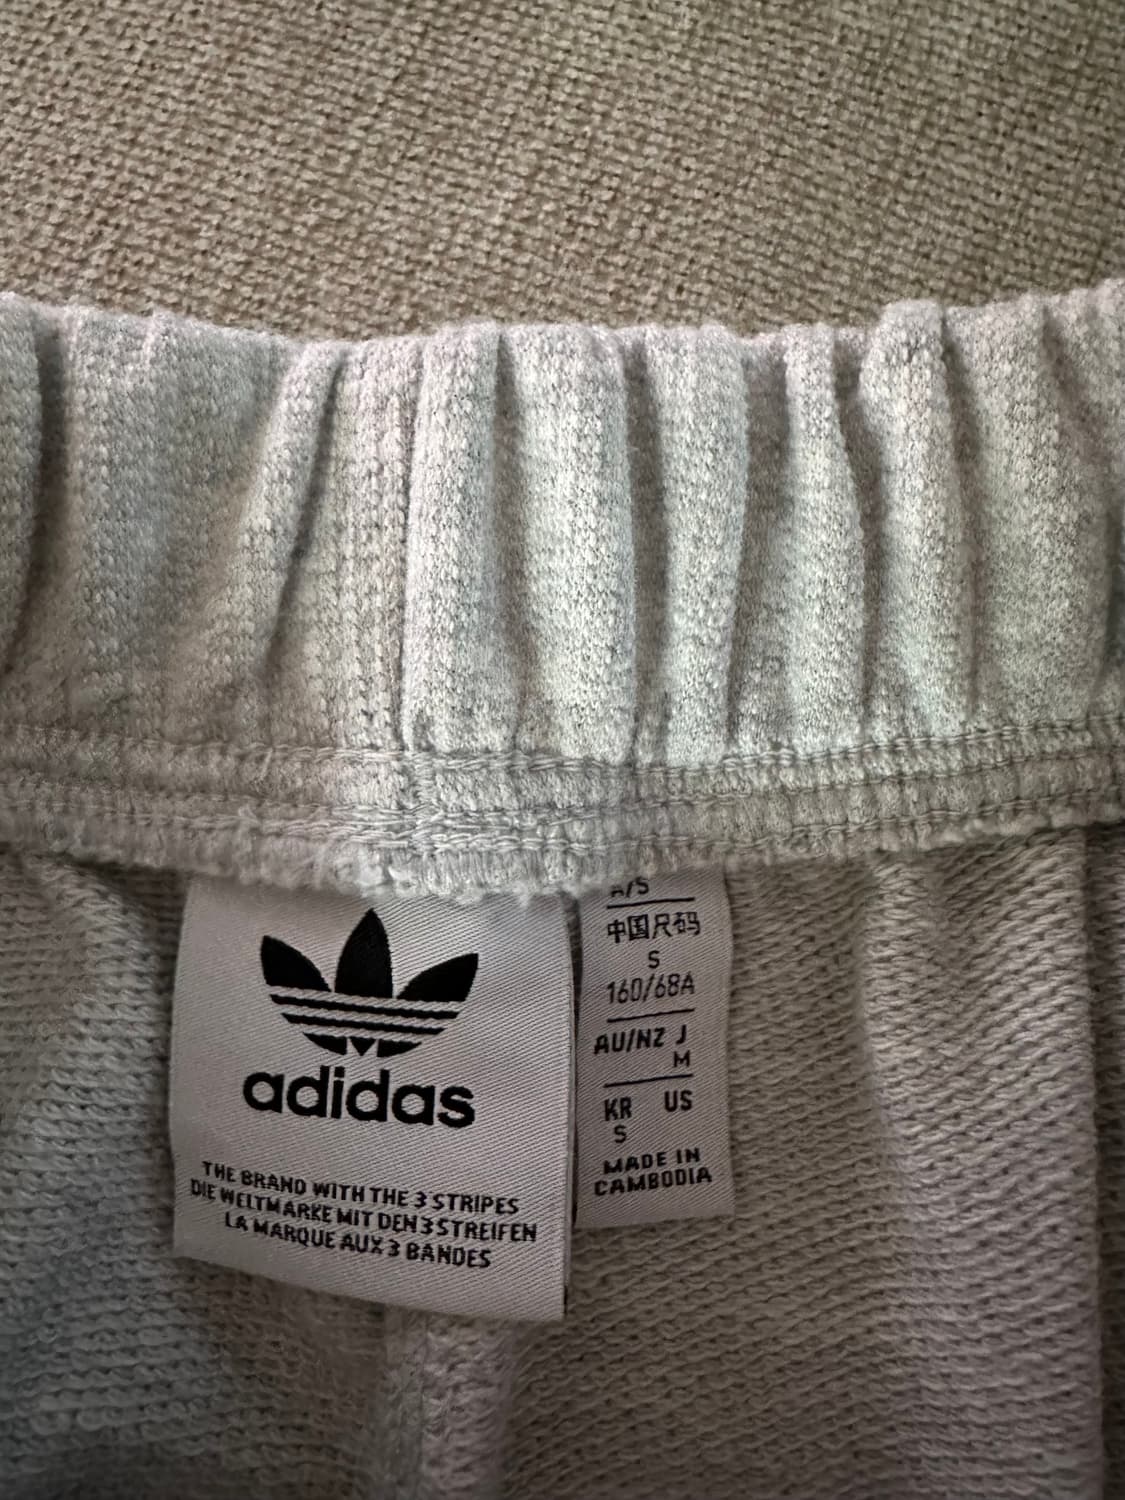 adidas
THE BRAND WITH THE 3 STRIPES
DIE WELTMARKE MIT DEN 3 STREIFEN
LA MARQUE AUX 3 BANDES
A/S
中国尺码
S
160/68A
AU/NZ J
M
KR US
S
MADE IN
CAMBODIA